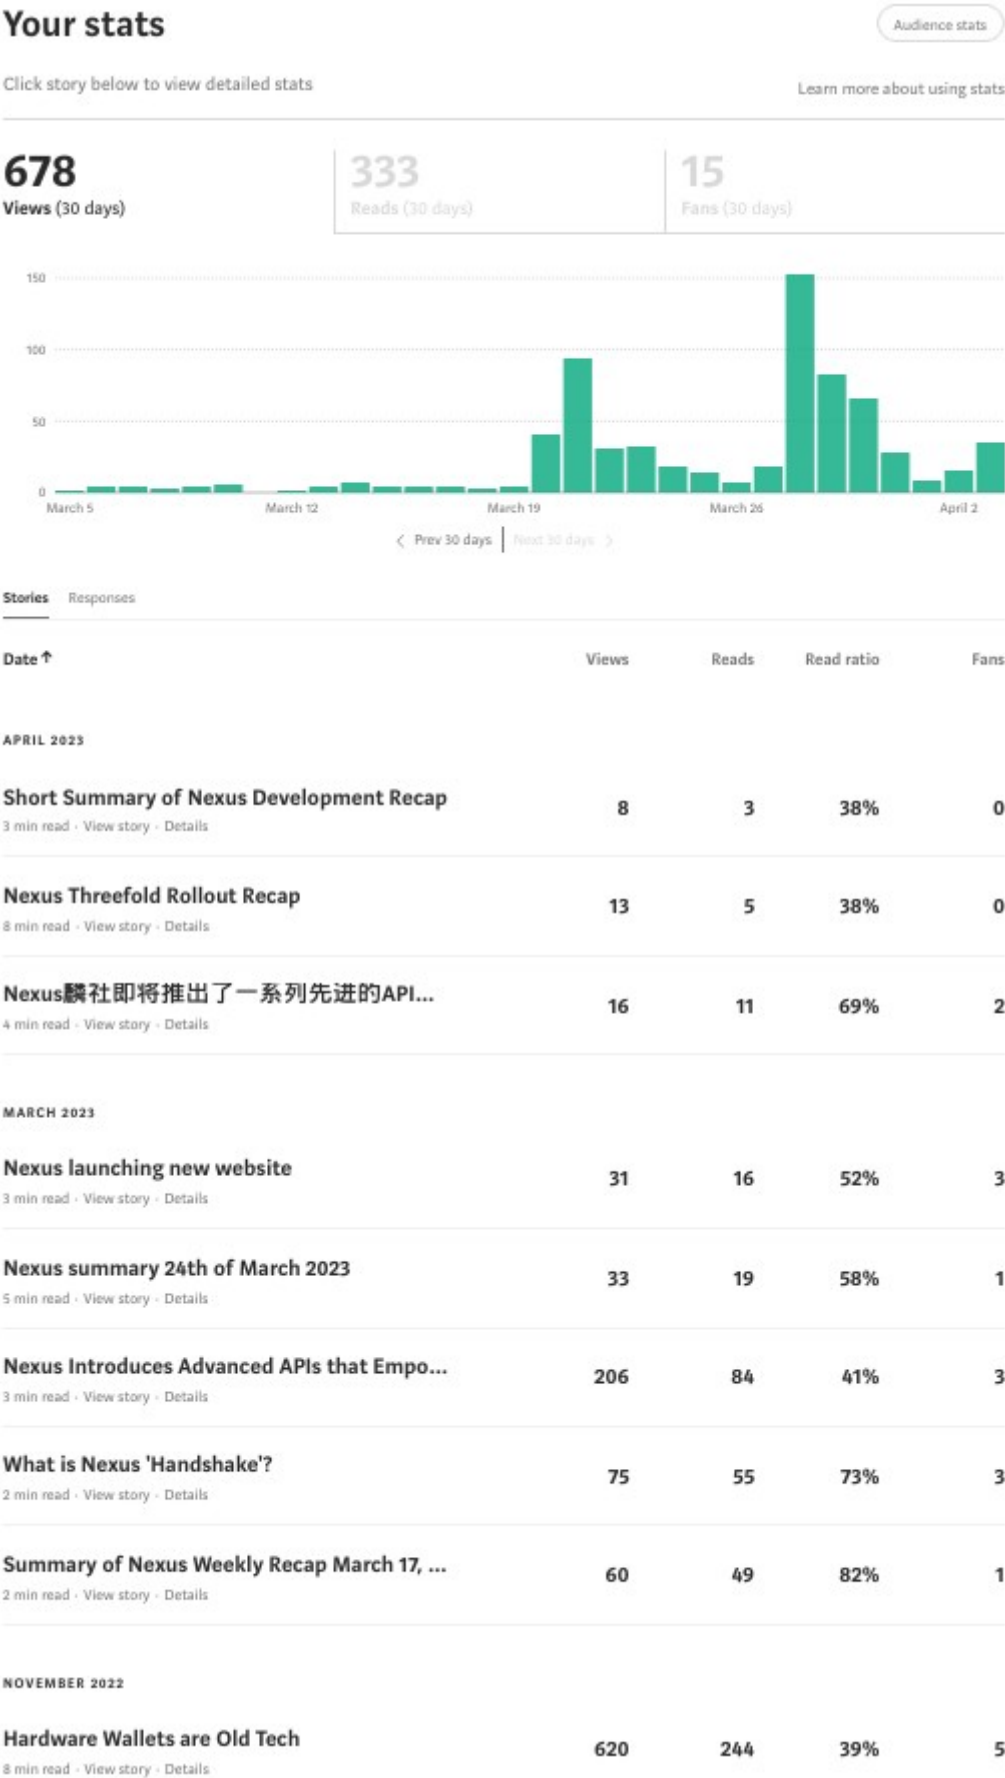 Your stats
Audience stats
Click story below to view detailed stats
Learn more about using stats
678
Views (30 days)
333
Reads (30 days)
15
Fans (30 days)
150
100
50
0
March 5 March 12 March 19 March 26 April 2
Prev 30 days Next 30 days
Stories Responses
Date↑ Views Reads Read ratio Fans
APRIL 2023
Short Summary of Nexus Development Recap 8 3 38% 0
3 min read · View story · Details
Nexus Threefold Rollout Recap 13 5 38% 0
8 min read · View story · Details
Nexus麟社即将推出了一系列先进的API... 16 11 69% 2
4 min read · View story · Details
MARCH 2023
Nexus launching new website 31 16 52% 3
3 min read · View story · Details
Nexus summary 24th of March 2023 33 19 58% 1
5 min read · View story · Details
Nexus Introduces Advanced APIs that Empo... 206 84 41% 3
3 min read · View story · Details
What is Nexus 'Handshake'? 75 55 73% 3
2 min read · View story · Details
Summary of Nexus Weekly Recap March 17, ... 60 49 82% 1
2 min read · View story · Details
NOVEMBER 2022
Hardware Wallets are Old Tech 620 244 39% 5
8 min read · View story · Details